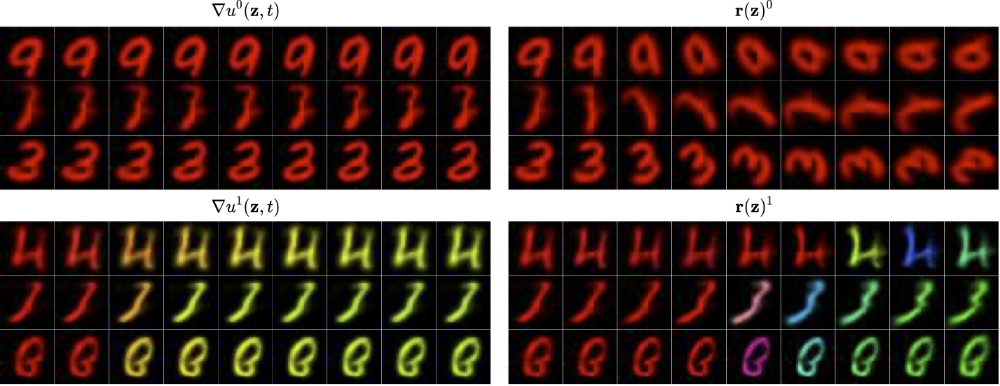 ∇u⁰(z, t)
r(z)⁰
∇u¹(z, t)
r(z)¹